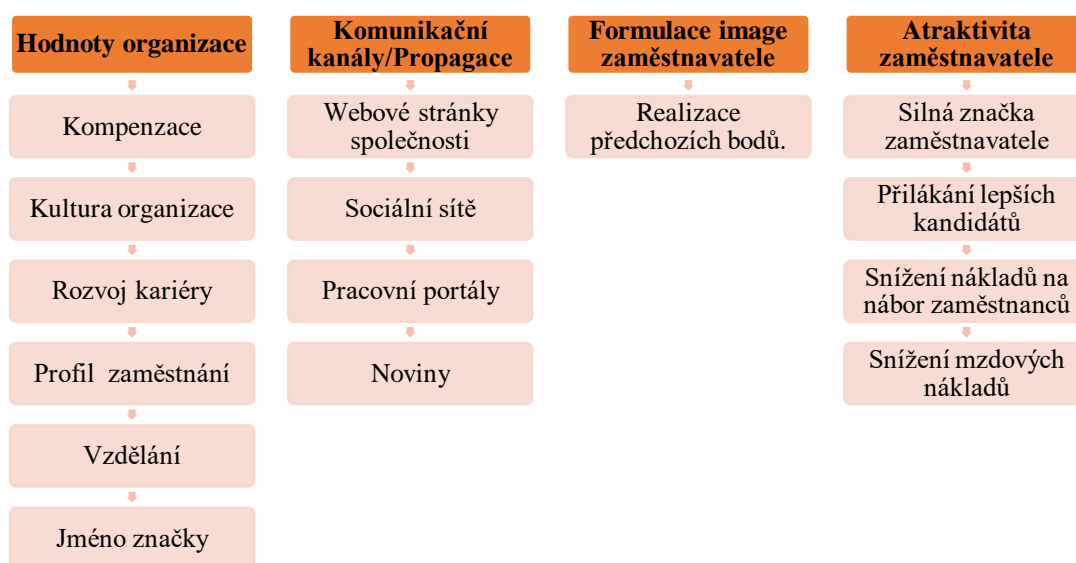 Hodnoty organizace
Kompenzace
Kultura organizace
Rozvoj kariéry
Profil zaměstnání
Vzdělání
Jméno značky
Komunikační
kanály/Propagace
Webové stránky
společnosti
Sociální sítě
Pracovní portály
Noviny
Formulace image
zaměstnavatele
Realizace
předchozích bodů.
Atraktivita
zaměstnavatele
Silná značka
zaměstnavatele
Přilákání lepších
kandidátů
Snížení nákladů na
nábor zaměstnanců
Snížení mzdových
nákladů